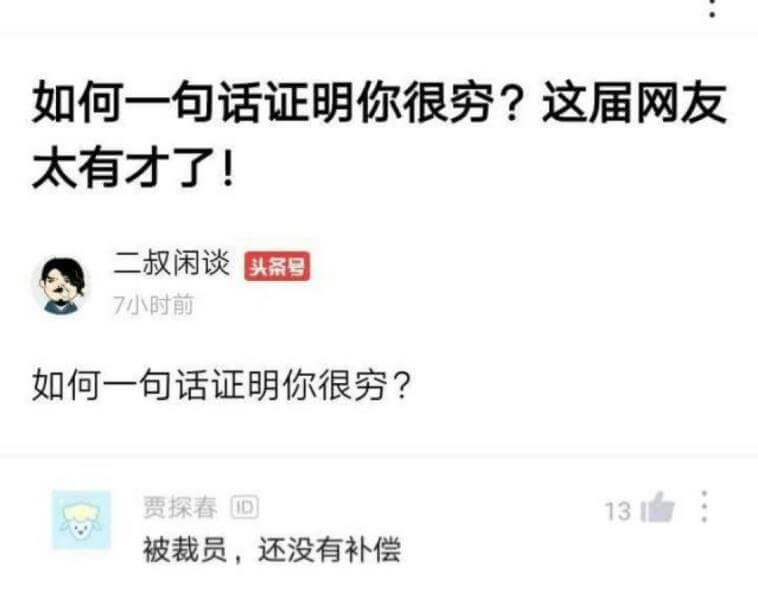 如何一句话证明你很穷？这届网友
太有才了！
二叔闲谈 头条号
7小时前
如何一句话证明你很穷？
贾探春 ID
13
被裁员，还没有补偿